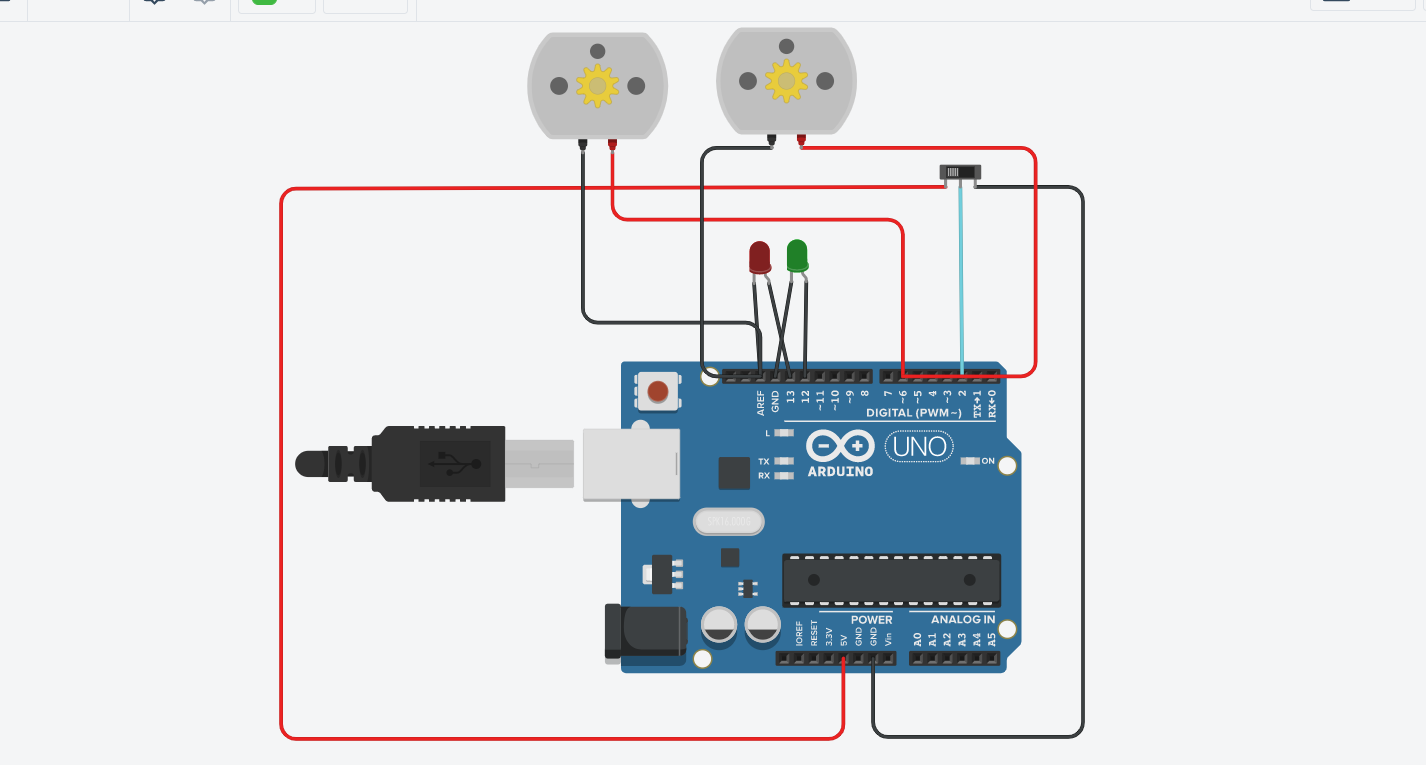 AREF GND 13 12 ~11 ~10 ~9 8 7 ~6 ~5 4 ~3 2 TX→1 RX←0
DIGITAL (PWM~)
L
TX
RX
UNO
ON
ARDUINO
POWER
ANALOG IN
IOREF RESET 3.3V 5V GND GND Vin A0 A1 A2 A3 A4 A5